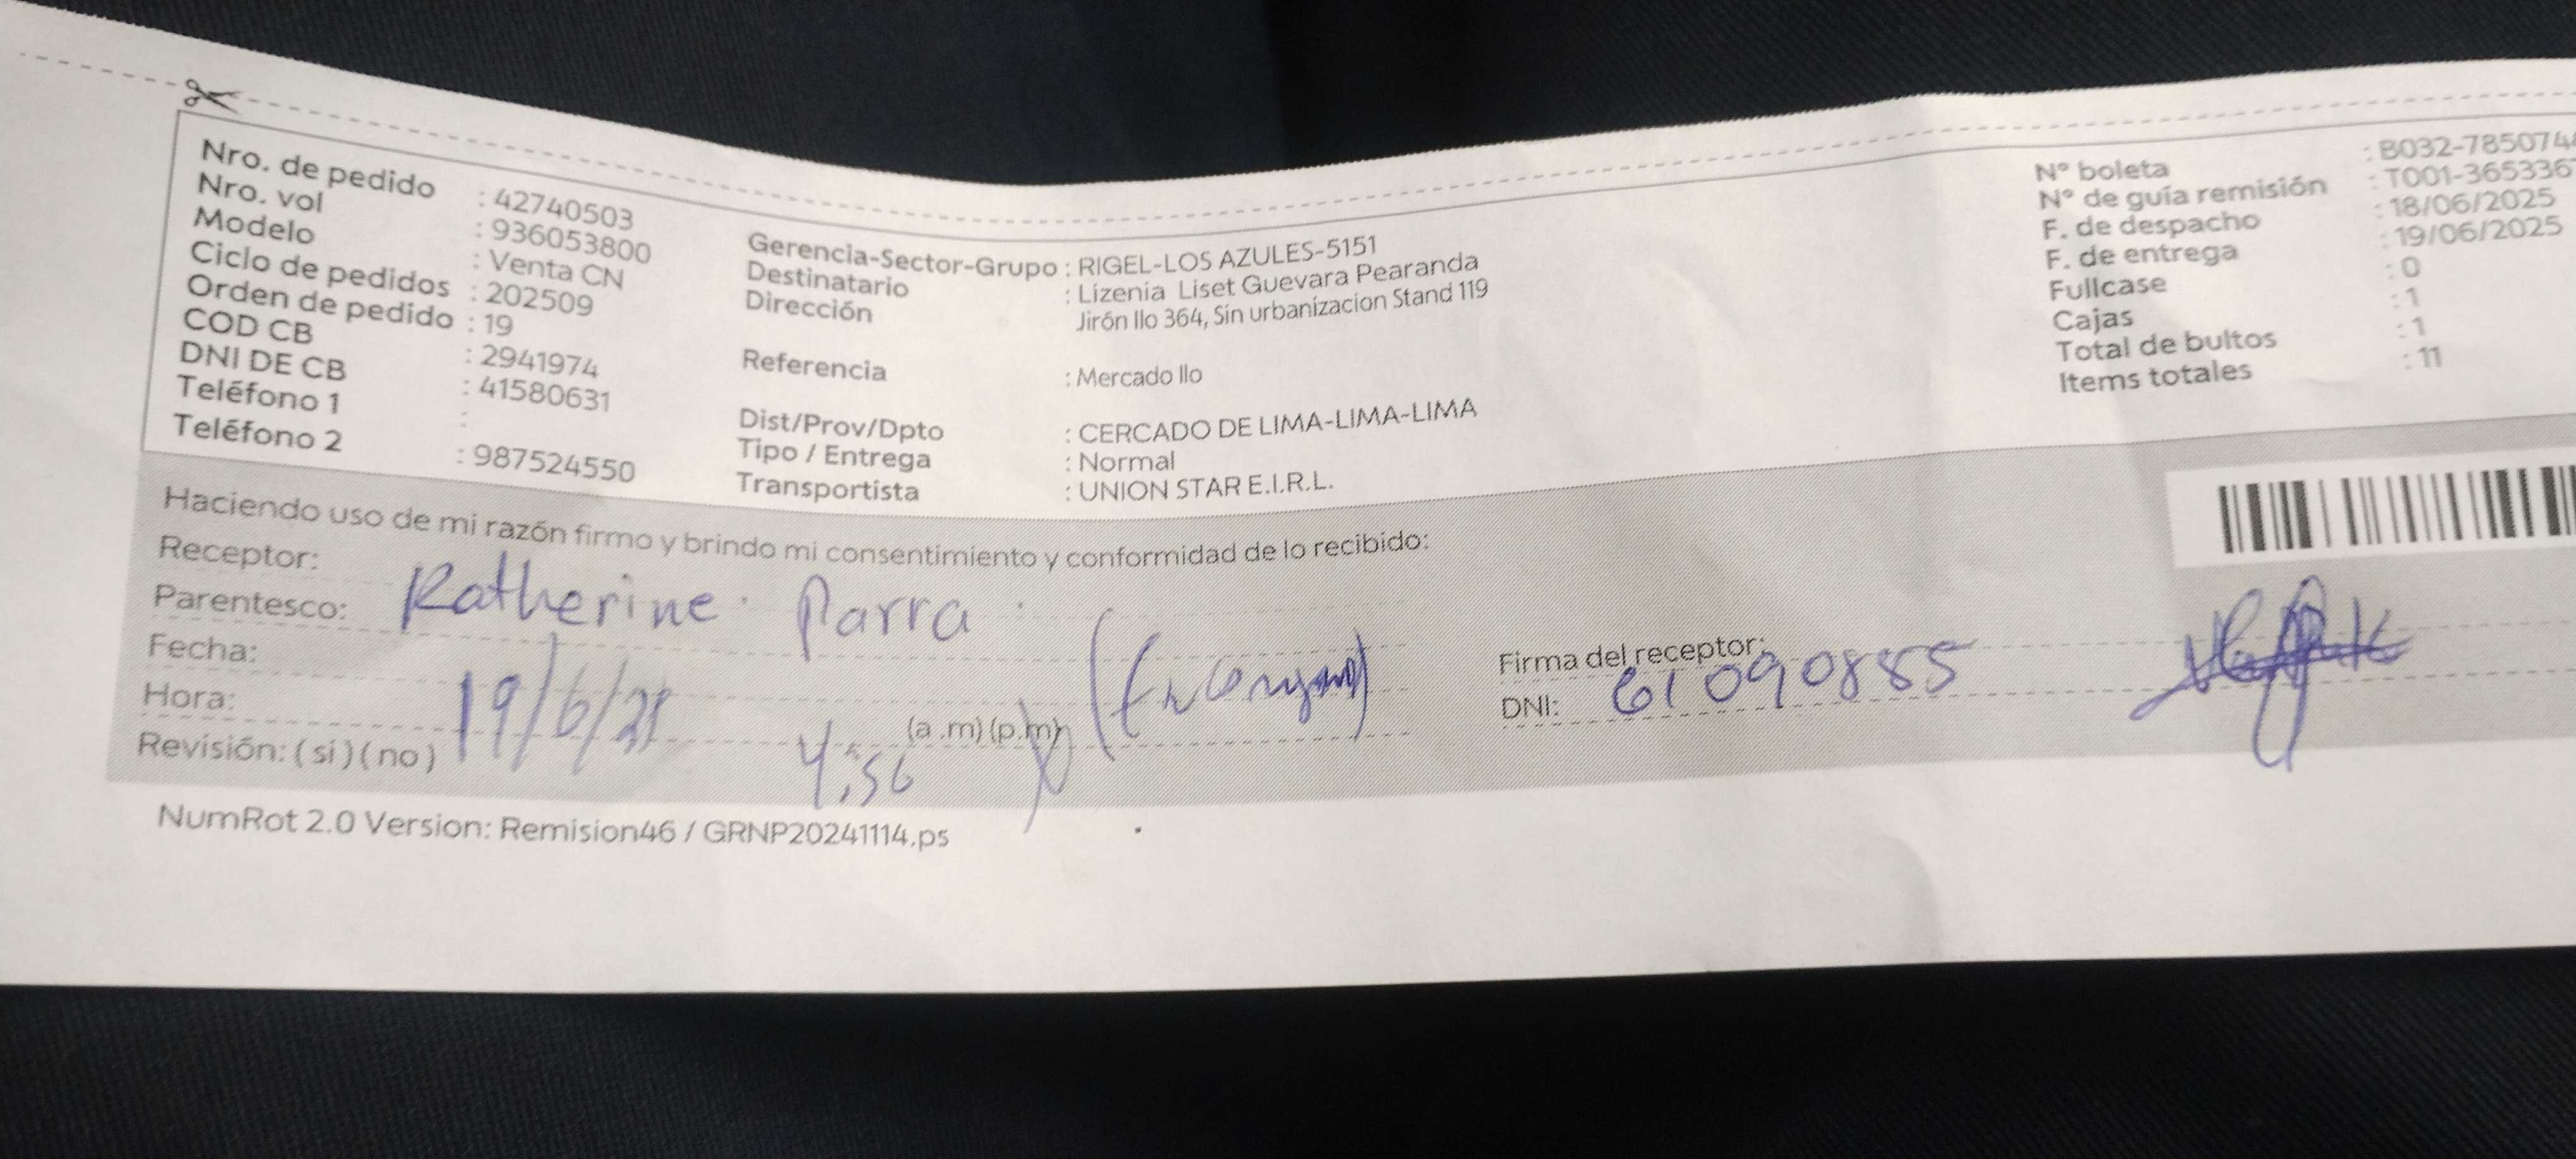 Nro. de pedido : 42740503
Nro. vol : 936053800
Modelo : Venta CN
Ciclo de pedidos : 202509
Orden de pedido : 19
COD CB : 2941974
DNI DE CB : 41580631
Teléfono 1 :
Teléfono 2 : 987524550
Gerencia-Sector-Grupo : RIGEL-LOS AZULES-5151
Destinatario : Lizenia Liset Guevara Pearanda
Dirección : Jirón Ilo 364, Sin urbanizacion Stand 119
Referencia : Mercado Ilo
Dist/Prov/Dpto : CERCADO DE LIMA-LIMA-LIMA
Tipo / Entrega : Normal
Transportista : UNION STAR E.I.R.L.
N° boleta : B032-785074
N° de guía remisión : T001-365336
F. de despacho : 18/06/2025
F. de entrega : 19/06/2025
Fullcase : 0
Cajas : 1
Total de bultos : 1
Items totales : 11
Haciendo uso de mi razón firmo y brindo mi consentimiento y conformidad de lo recibido:
Receptor: Katherine Parra
Parentesco:
Fecha: 19/6/25
Hora: 4:56 (a .m) (p.m)
Revisión: ( si ) ( no )
Firma del receptor:
DNI: 61090885
NumRot 2.0 Version: Remision46 / GRNP20241114.ps